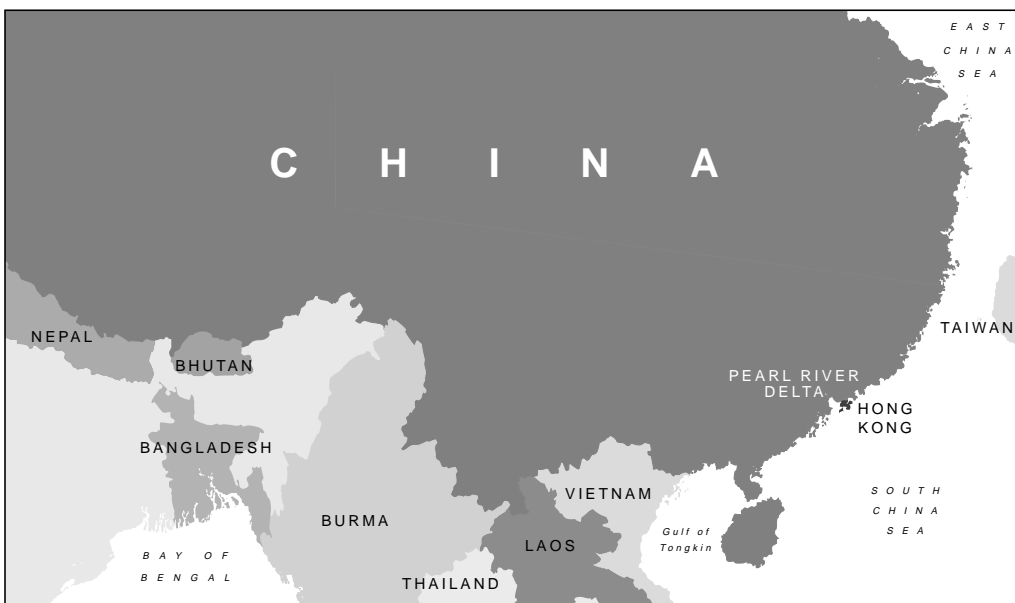 EAST
CHINA
SEA
CHINA
NEPAL
TAIWAN
BHUTAN
PEARL RIVER
DELTA
HONG
KONG
BANGLADESH
VIETNAM
SOUTH
CHINA
SEA
BURMA
Gulf of
Tongkin
LAOS
BAY OF
BENGAL
THAILAND